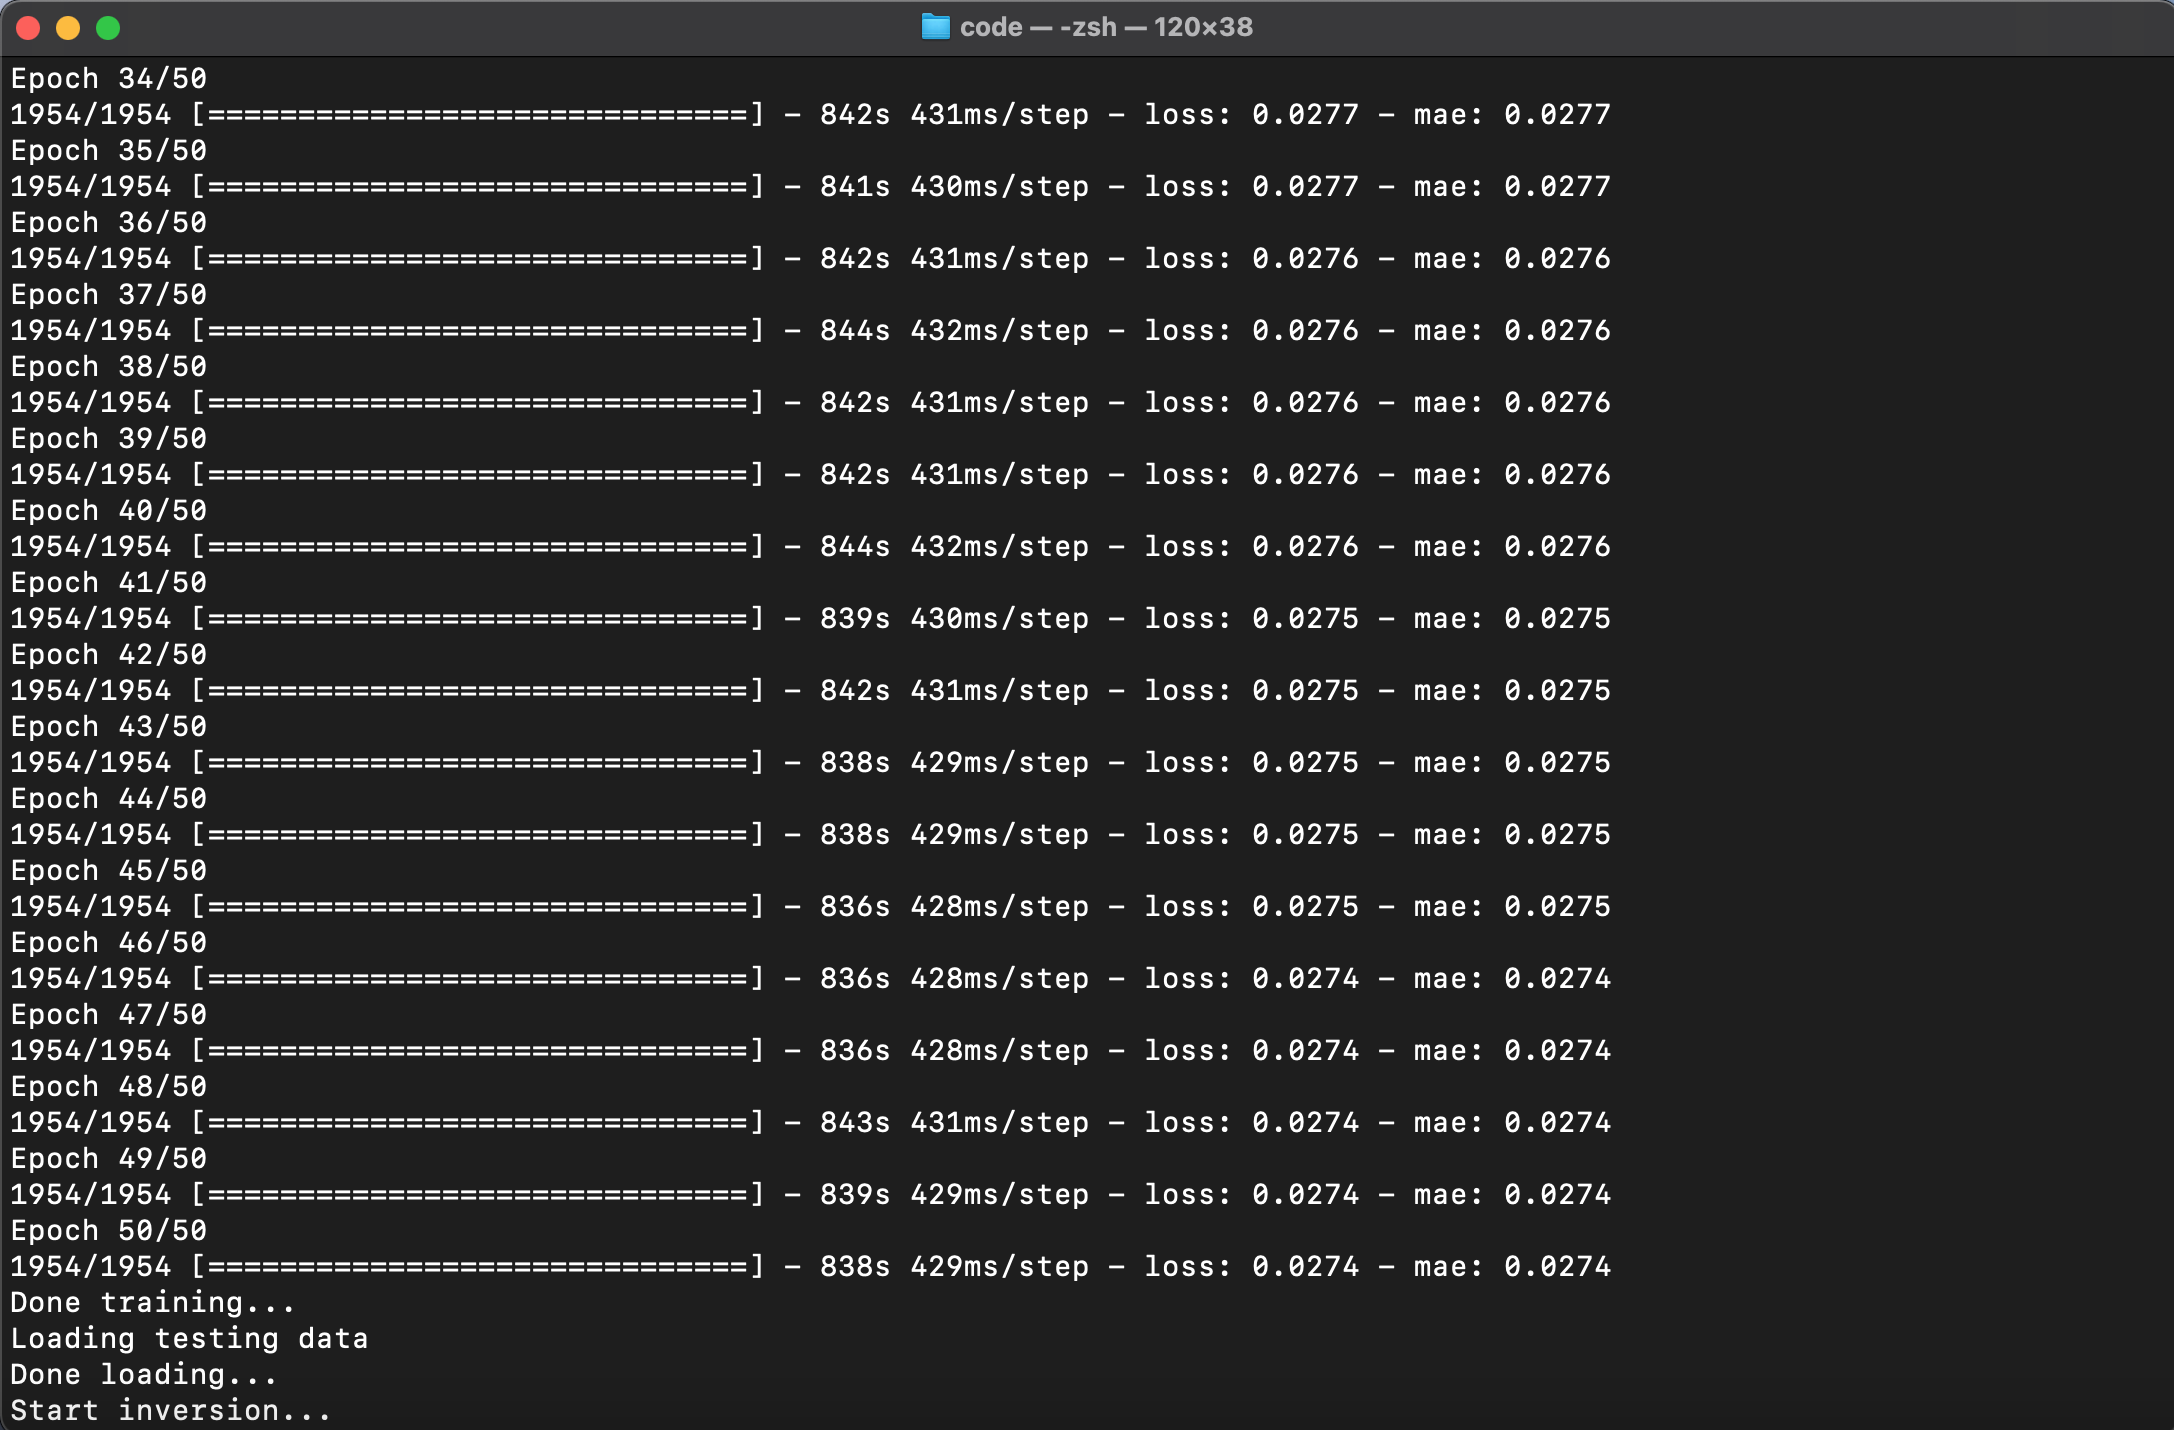 code — -zsh — 120×38
Epoch 34/50
1954/1954 [==============================] - 842s 431ms/step - loss: 0.0277 - mae: 0.0277
Epoch 35/50
1954/1954 [==============================] - 841s 430ms/step - loss: 0.0277 - mae: 0.0277
Epoch 36/50
1954/1954 [==============================] - 842s 431ms/step - loss: 0.0276 - mae: 0.0276
Epoch 37/50
1954/1954 [==============================] - 844s 432ms/step - loss: 0.0276 - mae: 0.0276
Epoch 38/50
1954/1954 [==============================] - 842s 431ms/step - loss: 0.0276 - mae: 0.0276
Epoch 39/50
1954/1954 [==============================] - 842s 431ms/step - loss: 0.0276 - mae: 0.0276
Epoch 40/50
1954/1954 [==============================] - 844s 432ms/step - loss: 0.0276 - mae: 0.0276
Epoch 41/50
1954/1954 [==============================] - 839s 430ms/step - loss: 0.0275 - mae: 0.0275
Epoch 42/50
1954/1954 [==============================] - 842s 431ms/step - loss: 0.0275 - mae: 0.0275
Epoch 43/50
1954/1954 [==============================] - 838s 429ms/step - loss: 0.0275 - mae: 0.0275
Epoch 44/50
1954/1954 [==============================] - 838s 429ms/step - loss: 0.0275 - mae: 0.0275
Epoch 45/50
1954/1954 [==============================] - 836s 428ms/step - loss: 0.0275 - mae: 0.0275
Epoch 46/50
1954/1954 [==============================] - 836s 428ms/step - loss: 0.0274 - mae: 0.0274
Epoch 47/50
1954/1954 [==============================] - 836s 428ms/step - loss: 0.0274 - mae: 0.0274
Epoch 48/50
1954/1954 [==============================] - 843s 431ms/step - loss: 0.0274 - mae: 0.0274
Epoch 49/50
1954/1954 [==============================] - 839s 429ms/step - loss: 0.0274 - mae: 0.0274
Epoch 50/50
1954/1954 [==============================] - 838s 429ms/step - loss: 0.0274 - mae: 0.0274
Done training...
Loading testing data
Done loading...
Start inversion...